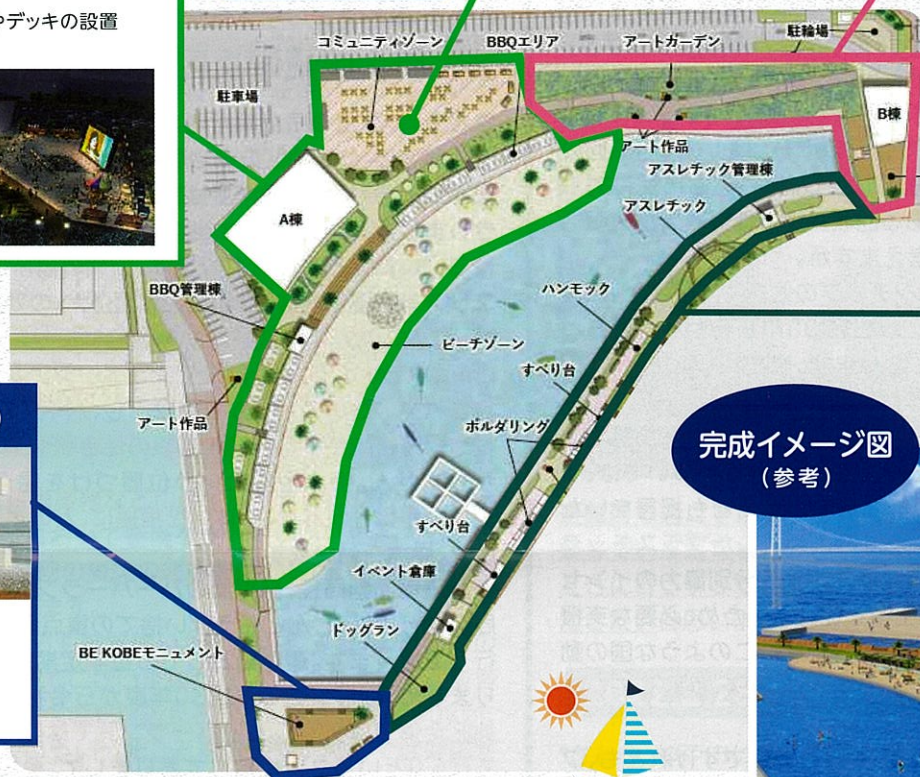 やデッキの設置
コミュニティゾーン
BBQエリア
アートガーデン
駐輪場
駐車場
B棟
アート作品
アスレチック管理棟
アスレチック
A棟
BBQ管理棟
ハンモック
ビーチゾーン
すべり台
アート作品
ボルダリング
完成イメージ図
(参考)
すべり台
イベント倉庫
ドッグラン
BE KOBEモニュメント